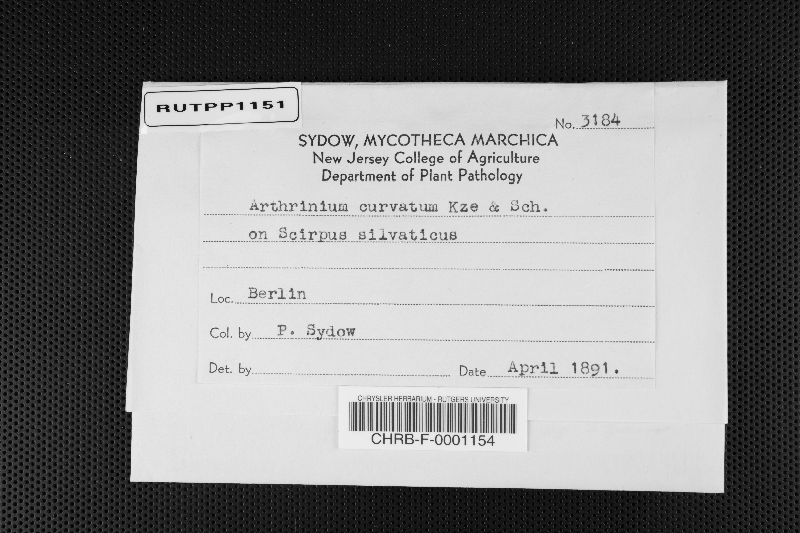 RUTPP1151
No. 3184
SYDOW, MYCOTHECA MARCHICA
New Jersey College of Agriculture
Department of Plant Pathology
Arthrinium curvatum Kze & Sch.
on Scirpus silvaticus
Loc. Berlin
Col. by P. Sydow
Det. by
Date April 1891.
CHRYSLER HERBARIUM - RUTGERS UNIVERSITY
CHRB-F-0001154